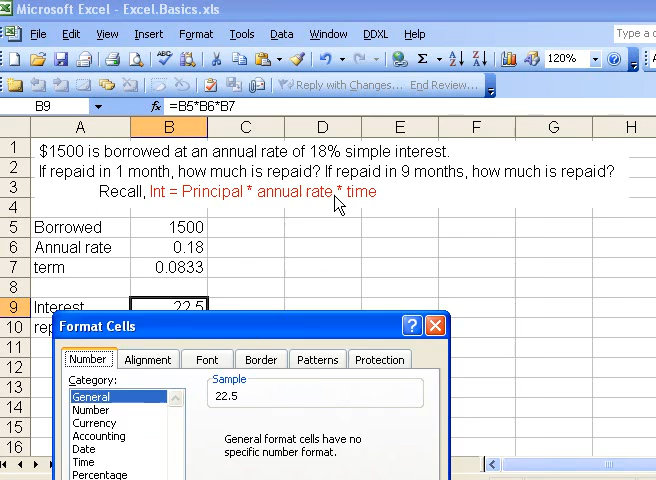 Microsoft Excel - Excel.Basics.xls
File Edit View Insert Format Tools Data Window DDXL Help
Type a
120%
Reply with Changes... End Review...
B9 fx =B5*B6*B7
A B C D E F G H
1 $1500 is borrowed at an annual rate of 18% simple interest.
2 If repaid in 1 month, how much is repaid? If repaid in 9 months, how much is repaid?
3 Recall, Int = Principal * annual rate * time
4
5 Borrowed 1500
6 Annual rate 0.18
7 term 0.0833
8
9 Interest 22.5
10
Format Cells
11
Number Alignment Font Border Patterns Protection
12
Category: Sample
13
General 22.5
14
Number
Currency
15
Accounting General format cells have no
Date specific number format.
16
Time
Percentage